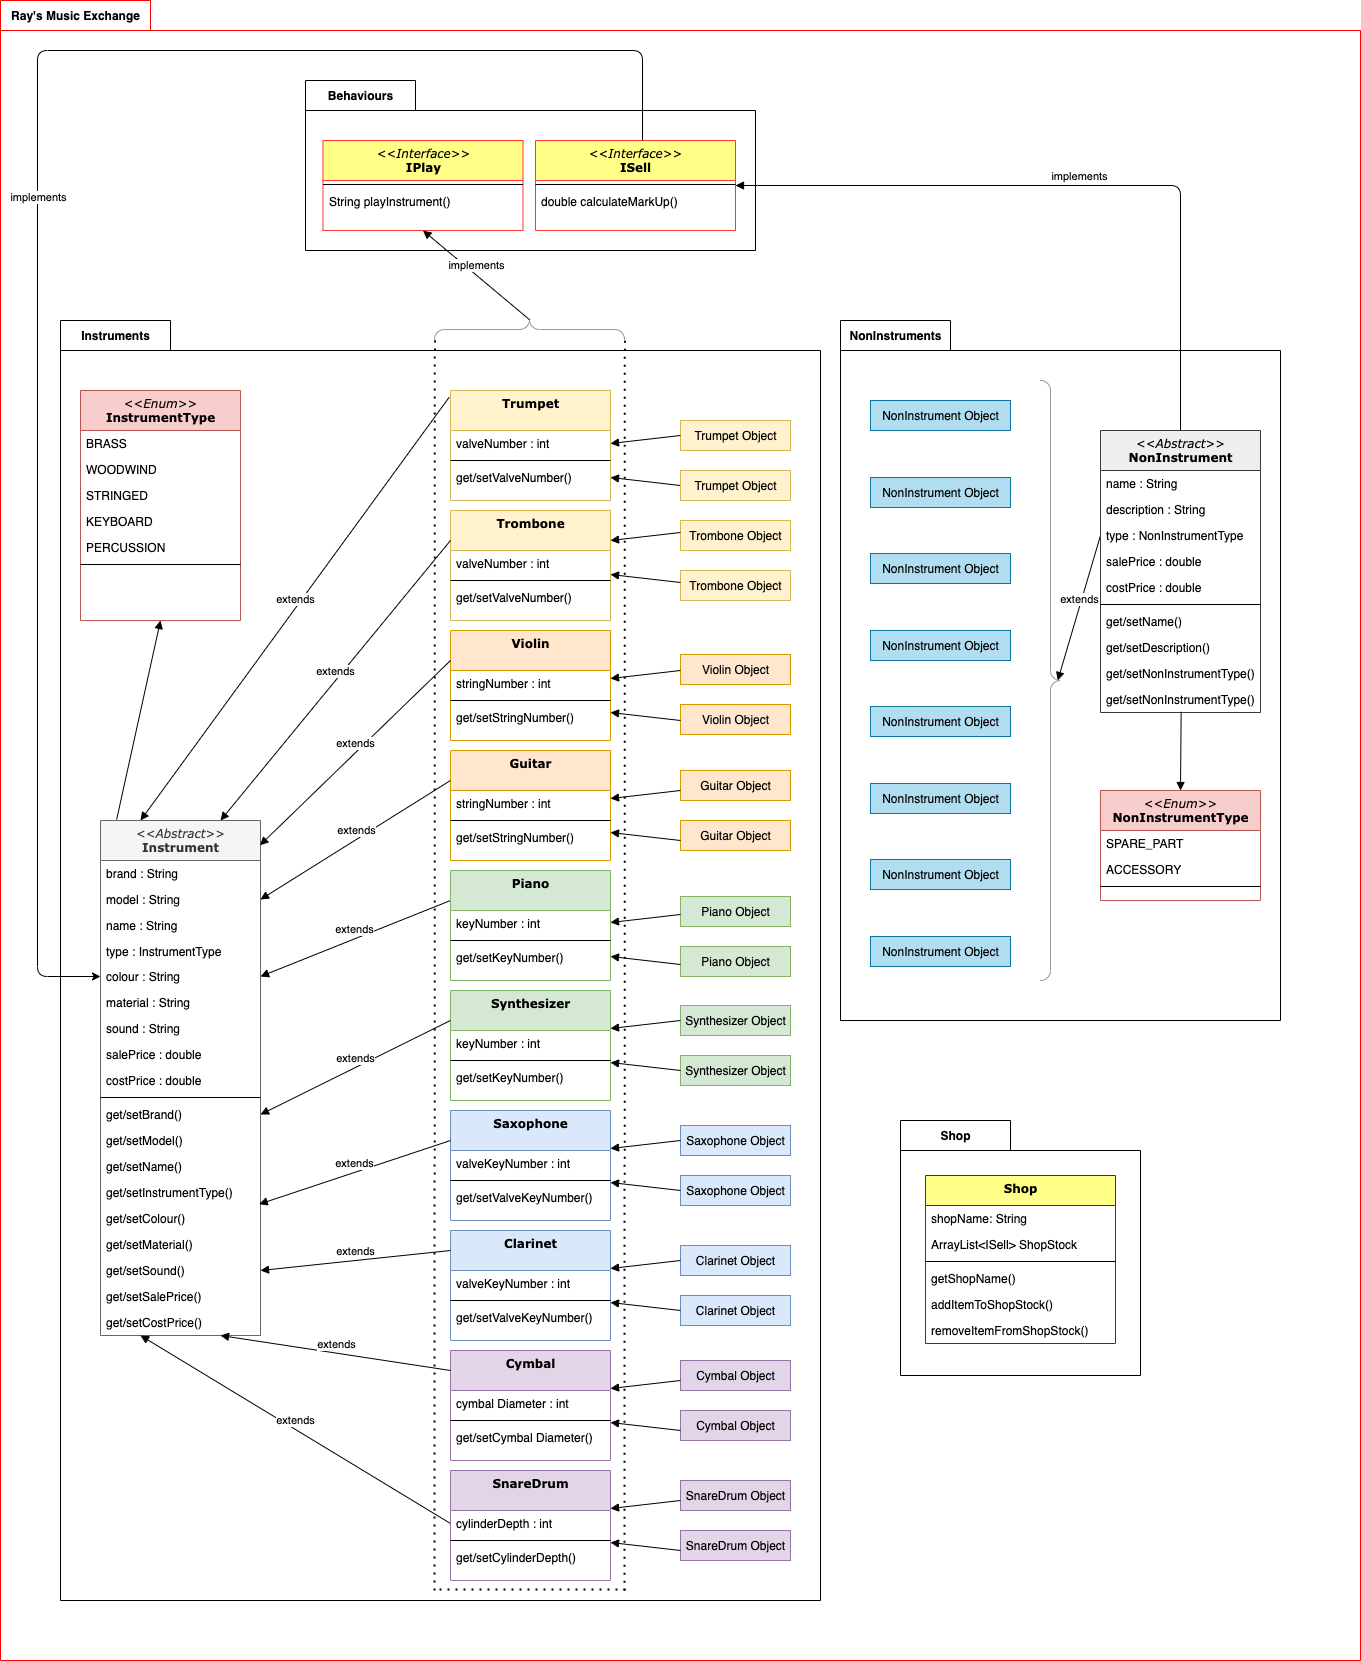 Ray's Music Exchange
Behaviours
<<Interface>>
IPlay
String playInstrument()
<<Interface>>
ISell
double calculateMarkUp()
implements
implements
implements
Instruments
<<Enum>>
InstrumentType
BRASS
WOODWIND
STRINGED
KEYBOARD
PERCUSSION
<<Abstract>>
Instrument
brand : String
model : String
name : String
type : InstrumentType
colour : String
material : String
sound : String
salePrice : double
costPrice : double
get/setBrand()
get/setModel()
get/setName()
get/setInstrumentType()
get/setColour()
get/setMaterial()
get/setSound()
get/setSalePrice()
get/setCostPrice()
extends
extends
extends
extends
extends
extends
extends
extends
extends
extends
Trumpet
valveNumber : int
get/setValveNumber()
Trumpet Object
Trumpet Object
Trombone
valveNumber : int
get/setValveNumber()
Trombone Object
Trombone Object
Violin
stringNumber : int
get/setStringNumber()
Violin Object
Violin Object
Guitar
stringNumber : int
get/setStringNumber()
Guitar Object
Guitar Object
Piano
keyNumber : int
get/setKeyNumber()
Piano Object
Piano Object
Synthesizer
keyNumber : int
get/setKeyNumber()
Synthesizer Object
Synthesizer Object
Saxophone
valveKeyNumber : int
get/setValveKeyNumber()
Saxophone Object
Saxophone Object
Clarinet
valveKeyNumber : int
get/setValveKeyNumber()
Clarinet Object
Clarinet Object
Cymbal
cymbal Diameter : int
get/setCymbal Diameter()
Cymbal Object
Cymbal Object
SnareDrum
cylinderDepth : int
get/setCylinderDepth()
SnareDrum Object
SnareDrum Object
NonInstruments
NonInstrument Object
NonInstrument Object
NonInstrument Object
NonInstrument Object
NonInstrument Object
NonInstrument Object
NonInstrument Object
NonInstrument Object
extends
<<Abstract>>
NonInstrument
name : String
description : String
type : NonInstrumentType
salePrice : double
costPrice : double
get/setName()
get/setDescription()
get/setNonInstrumentType()
get/setNonInstrumentType()
<<Enum>>
NonInstrumentType
SPARE_PART
ACCESSORY
Shop
Shop
shopName: String
ArrayList<ISell> ShopStock
getShopName()
addItemToShopStock()
removeItemFromShopStock()